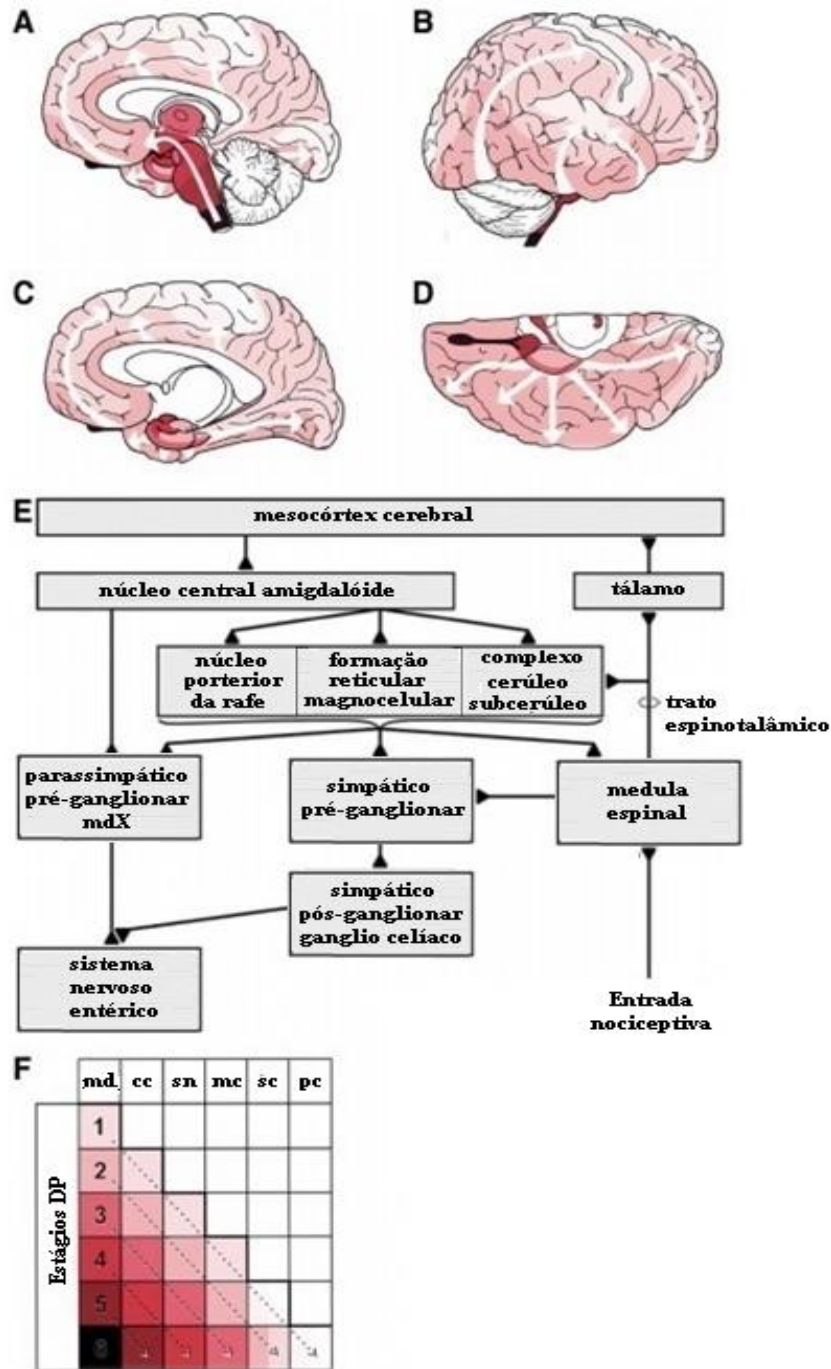 A
B
C
D
E
mesocórtex cerebral
núcleo central amigdalóide
tálamo
núcleo
porterior
da rafe
formação
reticular
magnocelular
complexo
cerúleo
subcerúleo
trato
espinotalâmico
parassimpático
pré-ganglionar
mdX
simpático
pré-ganglionar
medula
espinal
simpático
pós-ganglionar
ganglio celíaco
sistema
nervoso
entérico
Entrada
nociceptiva
F
md cc sn mc sc pc
Estágios DP
1
2
3
4
5